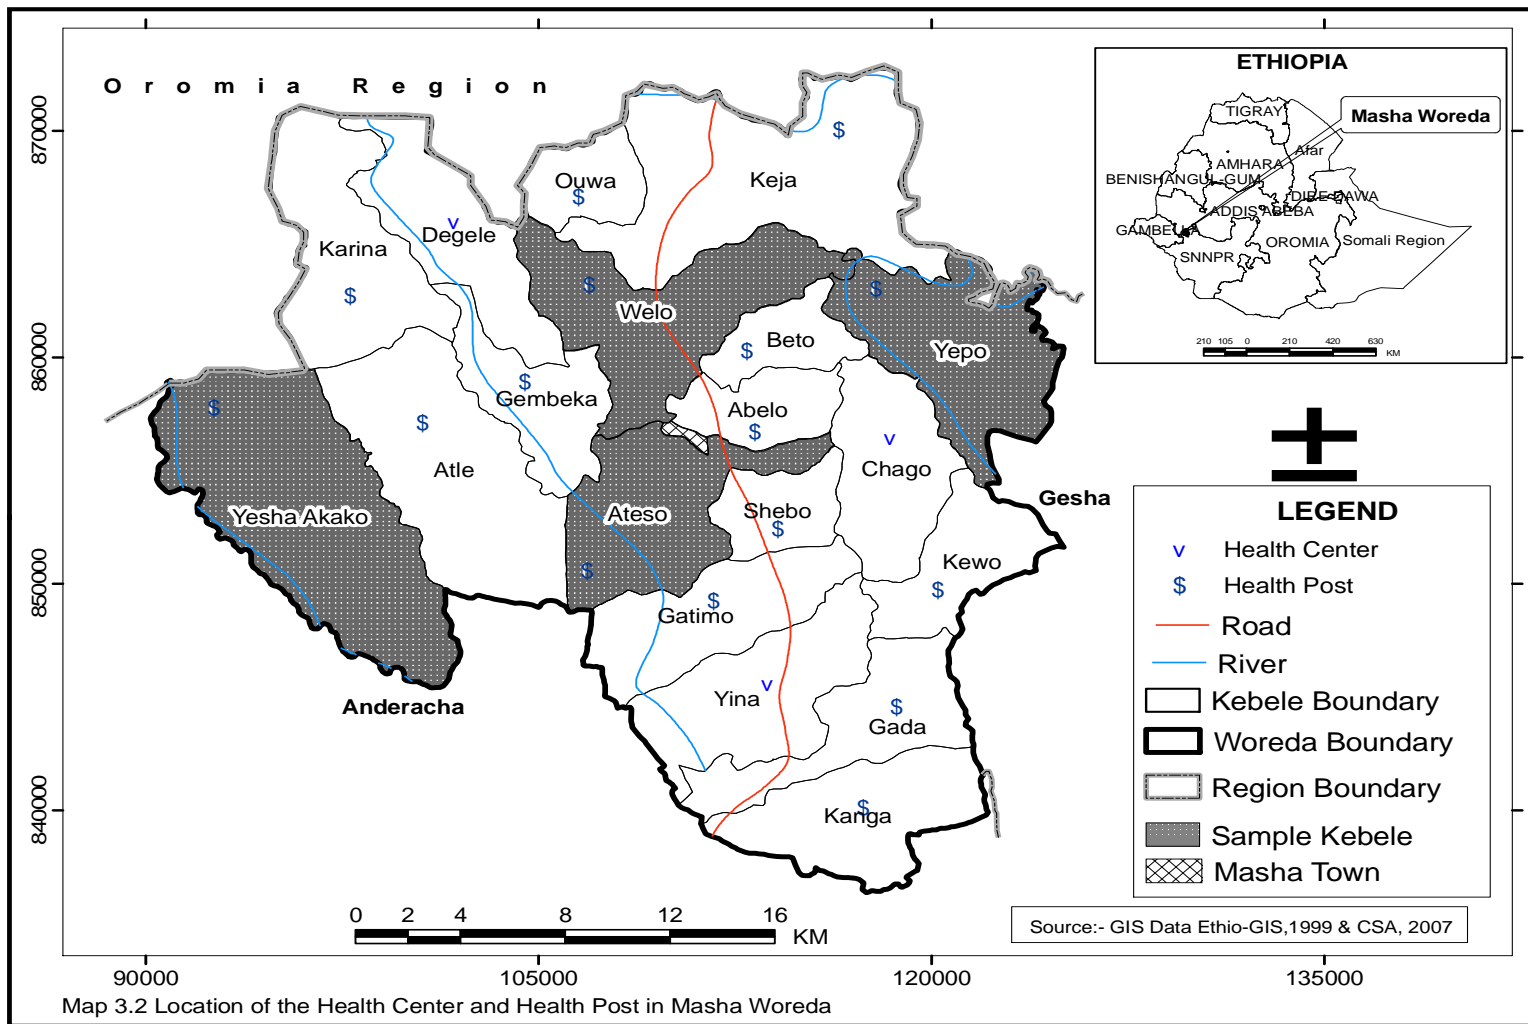 O r o m i a R e g i o n
ETHIOPIA
Masha Woreda
TIGRAY
Afar
AMHARA
BENISHANGUL-GUM
DIRE DAWA
ADDIS ABEBA
GAMBELLA
OROMIA
Somali Region
SNNPR
210 105 0 210 420 630
KM
870000
860000
850000
840000
Ouwa
$
Keja
$
v
Degele
Karina
$
$
Welo
$
Yepo
Beto
$
$
Gembeka
Abelo
$
$
Atle
v
Chago
$
Yesha Akako
Ateso
$
Shebo
$
Gesha
Kewo
$
$
Gatimo
Yina
v
$
Gada
Anderacha
$
Kanga
LEGEND
v Health Center
$ Health Post
Road
River
Kebele Boundary
Woreda Boundary
Region Boundary
Sample Kebele
Masha Town
0 2 4 8 12 16
KM
Source:- GIS Data Ethio-GIS,1999 & CSA, 2007
90000 105000 120000 135000
Map 3.2 Location of the Health Center and Health Post in Masha Woreda